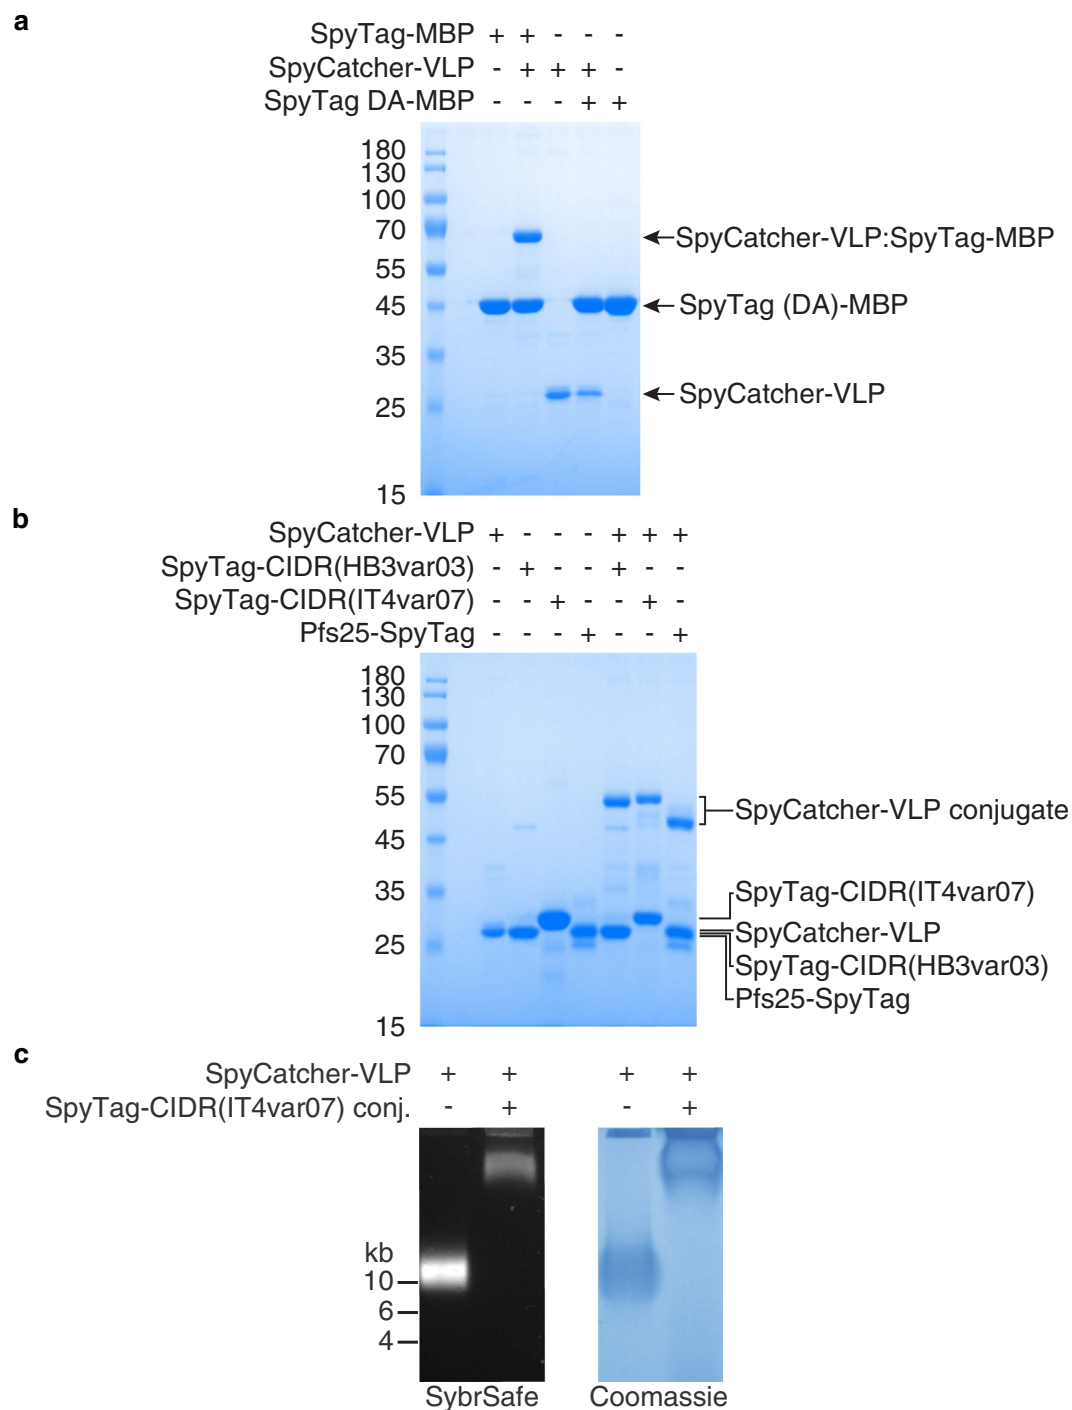 a
SpyTag-MBP + + - - -
SpyCatcher-VLP - + + + -
SpyTag DA-MBP - - - + +
180
130
100
70
55
45
35
25
15
SpyCatcher-VLP:SpyTag-MBP
SpyTag (DA)-MBP
SpyCatcher-VLP
b
SpyCatcher-VLP + - - - + + +
SpyTag-CIDR(HB3var03) - + - - + - -
SpyTag-CIDR(IT4var07) - - + - - + -
Pfs25-SpyTag - - - + - - +
180
130
100
70
55
45
35
25
15
SpyCatcher-VLP conjugate
SpyTag-CIDR(IT4var07)
SpyCatcher-VLP
SpyTag-CIDR(HB3var03)
Pfs25-SpyTag
c
SpyCatcher-VLP + + + +
SpyTag-CIDR(IT4var07) conj. - + - +
kb
10
6
4
SybrSafe Coomassie